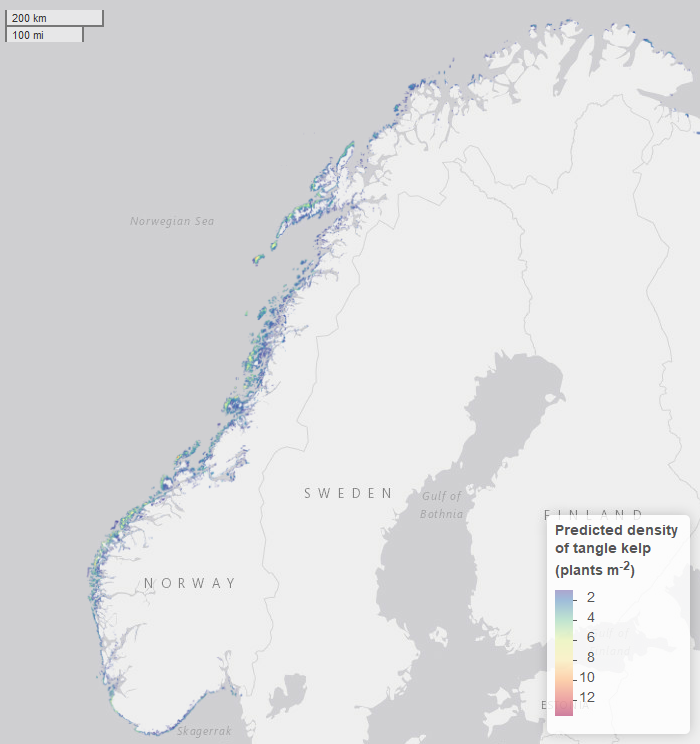 200 km
100 mi
Norwegian Sea
SWEDEN
Gulf of
Bothnia
FINLAND
NORWAY
Skagerrak
Predicted density
of tangle kelp
(plants m⁻²)
2
4
6
8
10
12